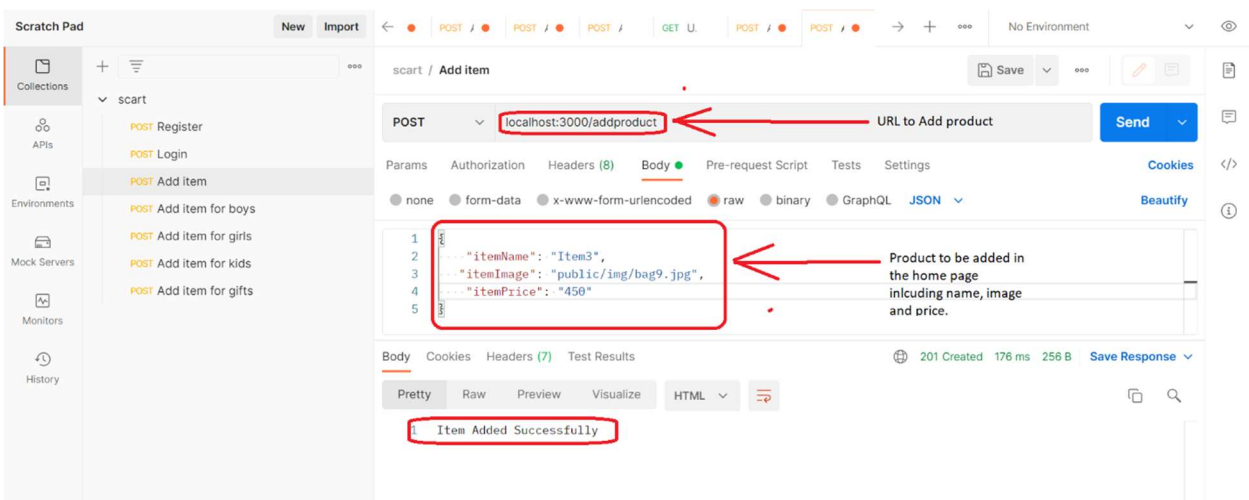 Scratch Pad
New
Import
POST
POST
POST
GET U.
POST
POST
No Environment
Collections
APIs
Environments
Mock Servers
Monitors
History
scart
POST Register
POST Login
POST Add item
POST Add item for boys
POST Add item for girls
POST Add item for kids
POST Add item for gifts
scart / Add item
Save
POST
localhost:3000/addproduct
URL to Add product
Send
Params Authorization Headers (8) Body Pre-request Script Tests Settings Cookies
none form-data x-www-form-urlencoded raw binary GraphQL JSON Beautify
1 {
2 "itemName": "Item3",
3 "itemImage": "public/img/bag9.jpg",
4 "itemPrice": "450"
5 }
Product to be added in
the home page
inlcuding name, image
and price.
Body Cookies Headers (7) Test Results
201 Created 176 ms 256 B Save Response
Pretty Raw Preview Visualize HTML
1 Item Added Successfully